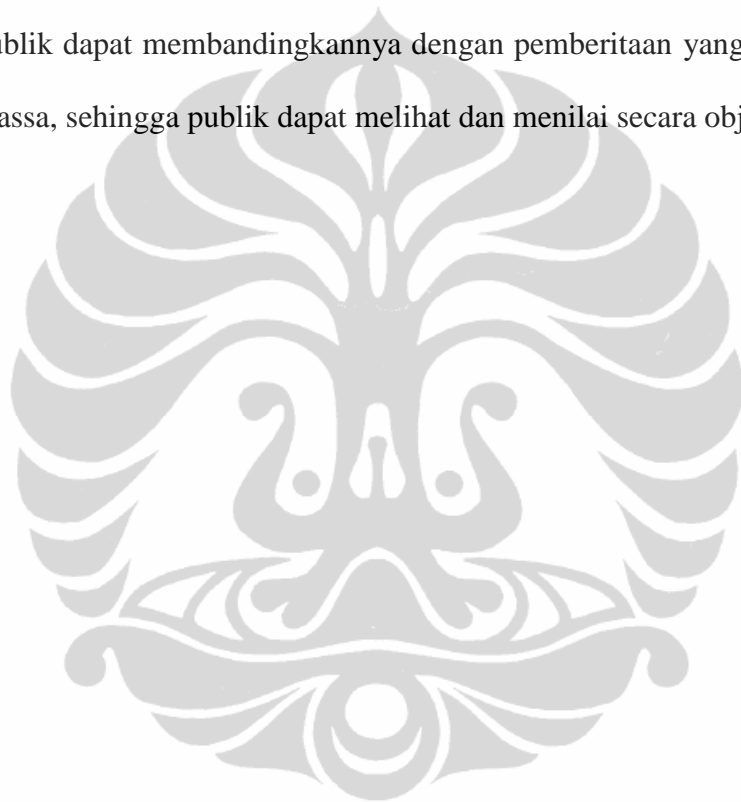 ublik dapat membandingkannya dengan pemberitaan yang
assa, sehingga publik dapat melihat dan menilai secara obj